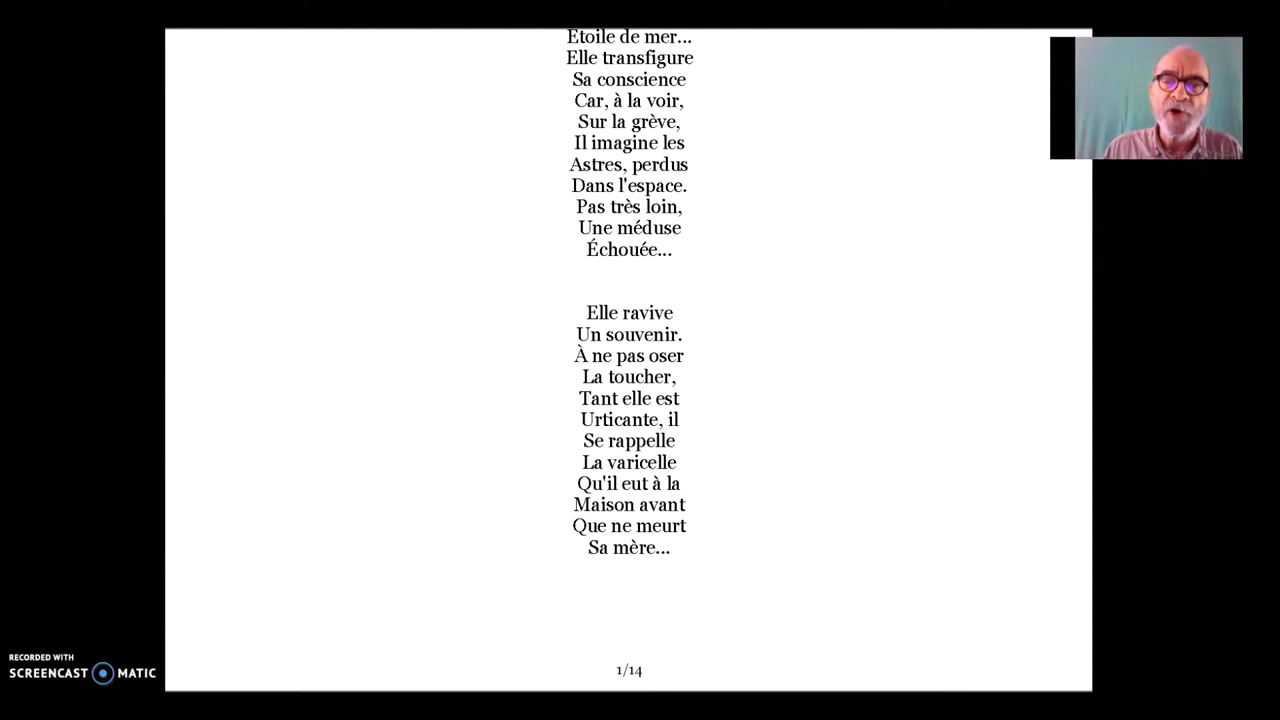 Étoile de mer...
Elle transfigure
Sa conscience
Car, à la voir,
Sur la grève,
Il imagine les
Astres, perdus
Dans l'espace.
Pas très loin,
Une méduse
Échouée...
Elle ravive
Un souvenir.
À ne pas oser
La toucher,
Tant elle est
Urticante, il
Se rappelle
La varicelle
Qu'il eut à la
Maison avant
Que ne meurt
Sa mère...
1/14
RECORDED WITH
SCREENCAST MATIC